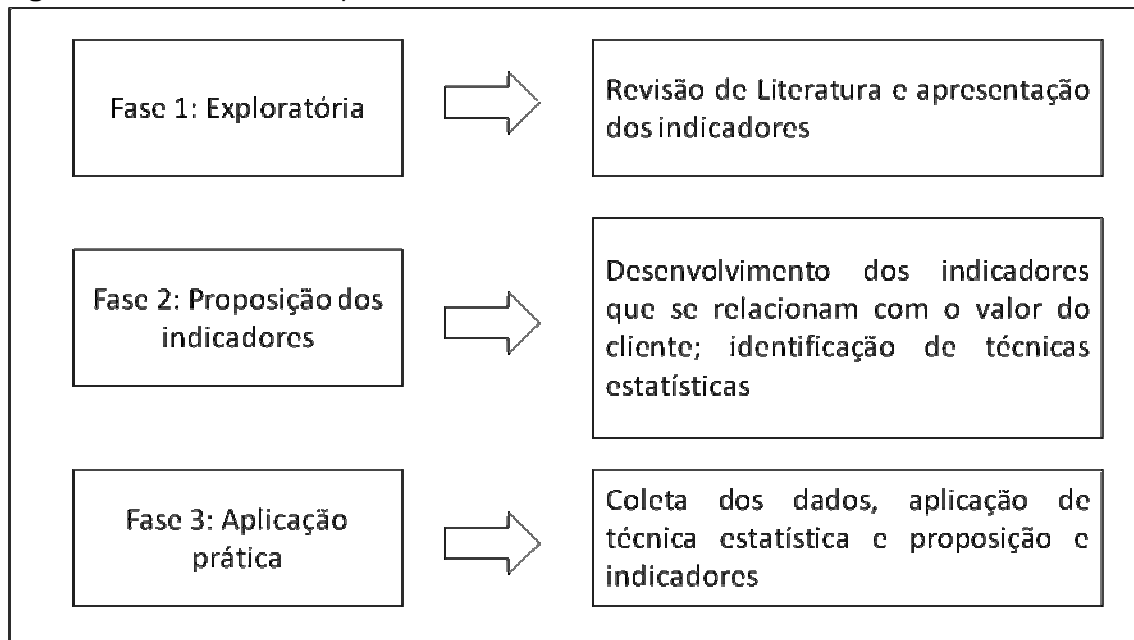 Fase 1: Exploratória
Revisão de Literatura e apresentação
dos indicadores
Fase 2: Proposição dos
indicadores
Desenvolvimento dos indicadores
que se relacionam com o valor do
cliente; identificação de técnicas
estatísticas
Fase 3: Aplicação
prática
Coleta dos dados, aplicação de
técnica estatística e proposição e
indicadores